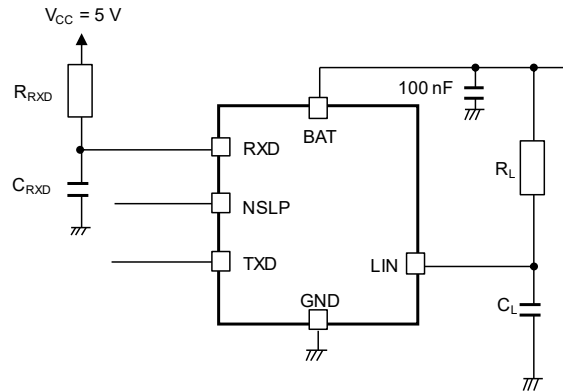 V_CC = 5 V
R_RXD
100 nF
BAT
RXD
R_L
C_RXD
NSLP
TXD
LIN
GND
C_L